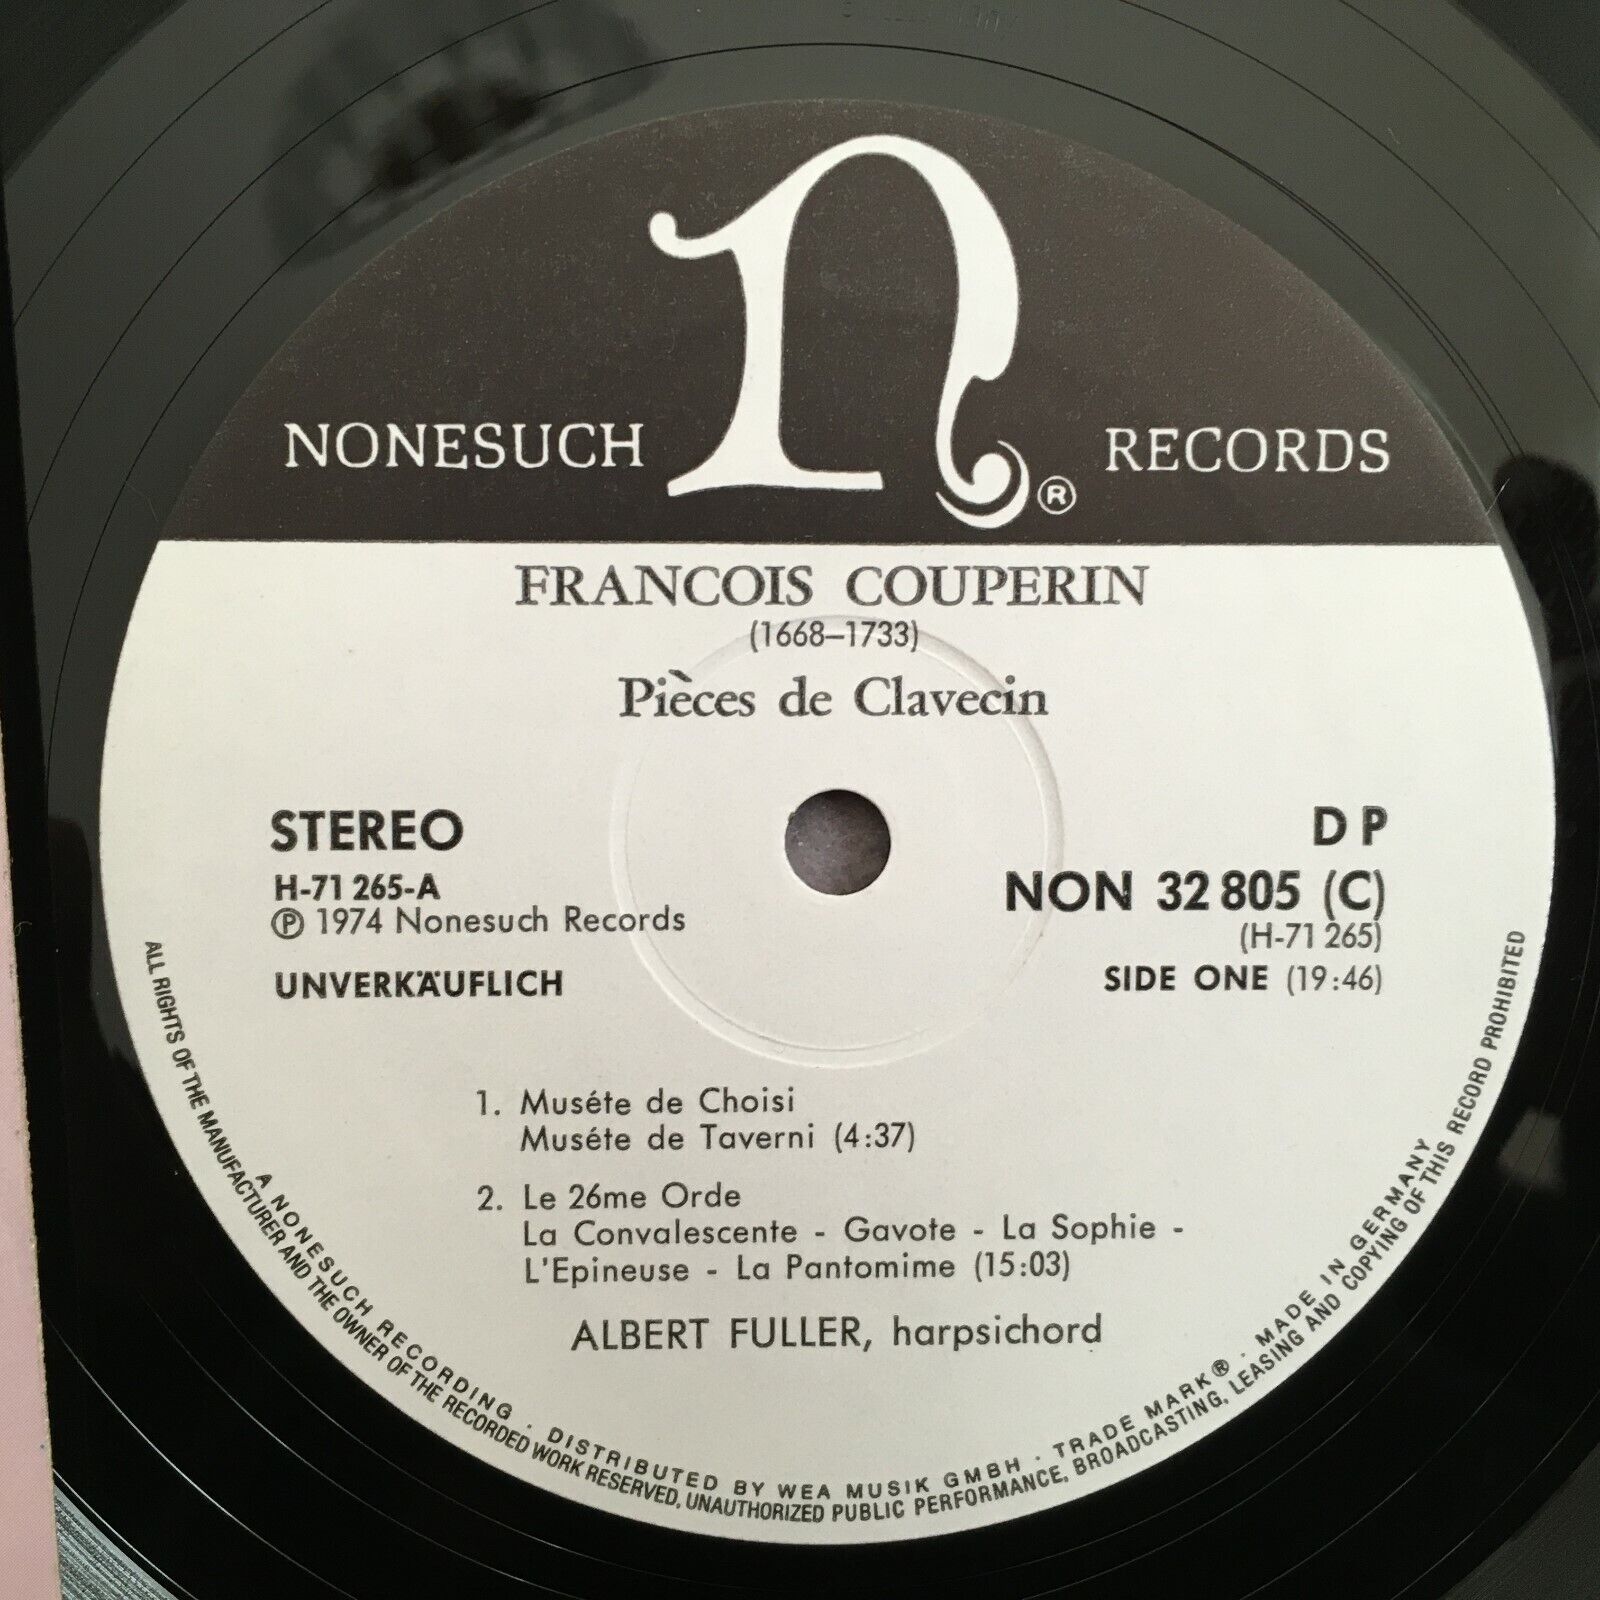 n
NONESUCH RECORDS
®
FRANCOIS COUPERIN
(1668–1733)
Pièces de Clavecin
STEREO
H-71 265-A
℗ 1974 Nonesuch Records
UNVERKÄUFLICH
D P
NON 32 805 (C)
(H-71 265)
SIDE ONE (19:46)
1. Muséte de Choisi
Muséte de Taverni (4:37)
2. Le 26me Orde
La Convalescente - Gavote - La Sophie -
L'Epineuse - La Pantomime (15:03)
ALBERT FULLER, harpsichord
A NONESUCH RECORDING · DISTRIBUTED BY WEA MUSIK GMBH · TRADE MARK® · MADE IN GERMANY
ALL RIGHTS OF THE MANUFACTURER AND THE OWNER OF THE RECORDED WORK RESERVED, UNAUTHORIZED PUBLIC PERFORMANCE, BROADCASTING, LEASING AND COPYING OF THIS RECORD PROHIBITED